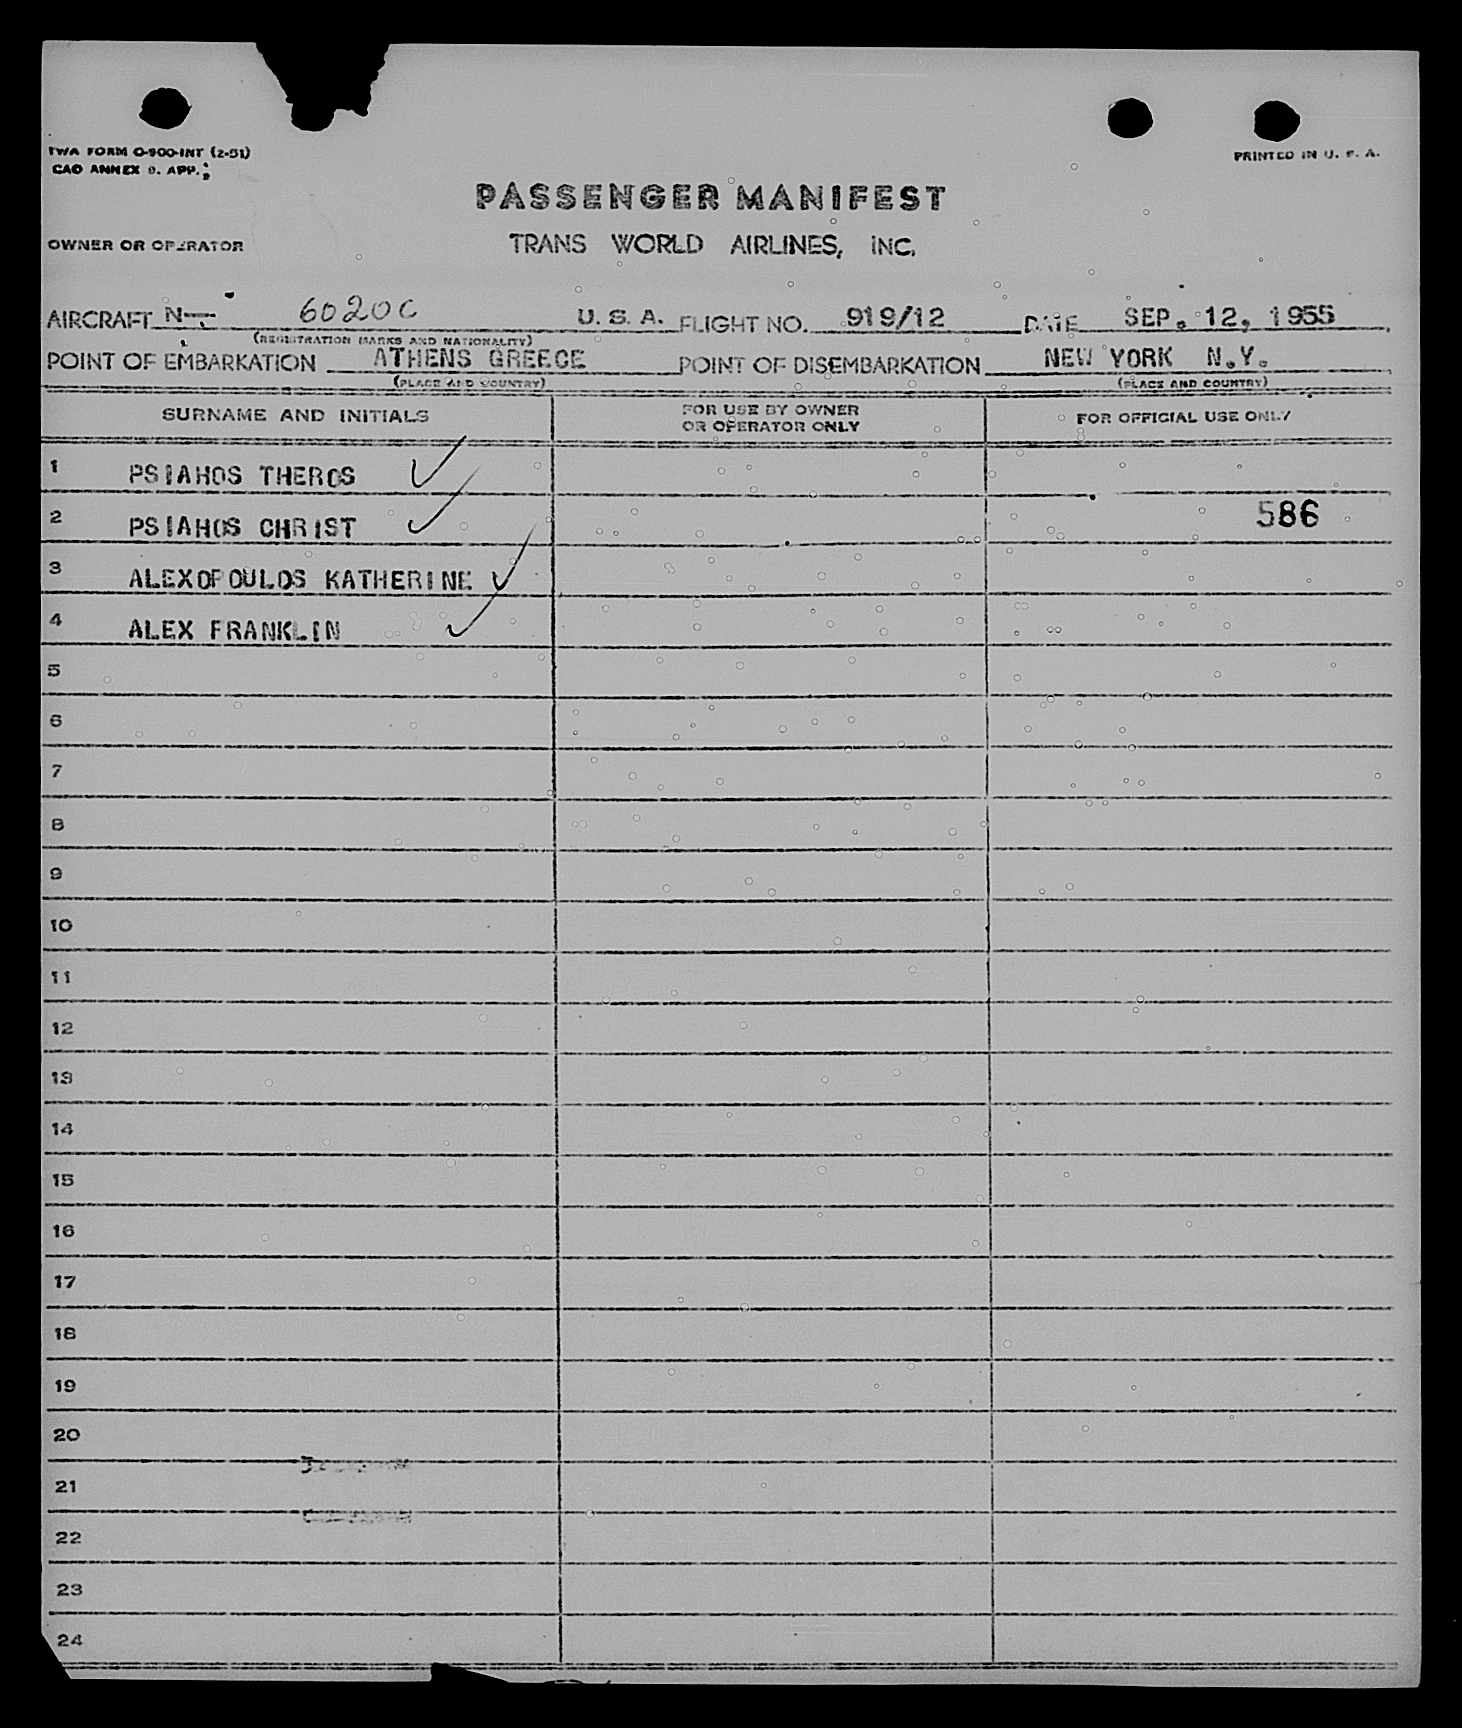 TWA FORM O-900-INT (2-51)
PRINTED IN U. S. A.
CAO ANNEX 9. APP.
PASSENGER MANIFEST
OWNER OR OPERATOR TRANS WORLD AIRLINES, INC.
AIRCRAFT N— 6020C U. S. A. FLIGHT NO. 919/12 DATE SEP. 12, 1955
(REGISTRATION MARKS AND NATIONALITY)
POINT OF EMBARKATION ATHENS GREECE POINT OF DISEMBARKATION NEW YORK N.Y.
(PLACE AND COUNTRY) (PLACE AND COUNTRY)
SURNAME AND INITIALS FOR USE BY OWNER OR OPERATOR ONLY FOR OFFICIAL USE ONLY
1 PSIAHOS THEROS ✓
2 PSIAHOS CHRIST ✓ 586
3 ALEXOPOULOS KATHERINE ✓
4 ALEX FRANKLIN ✓
5
6
7
8
9
10
11
12
13
14
15
16
17
18
19
20
21
22
23
24